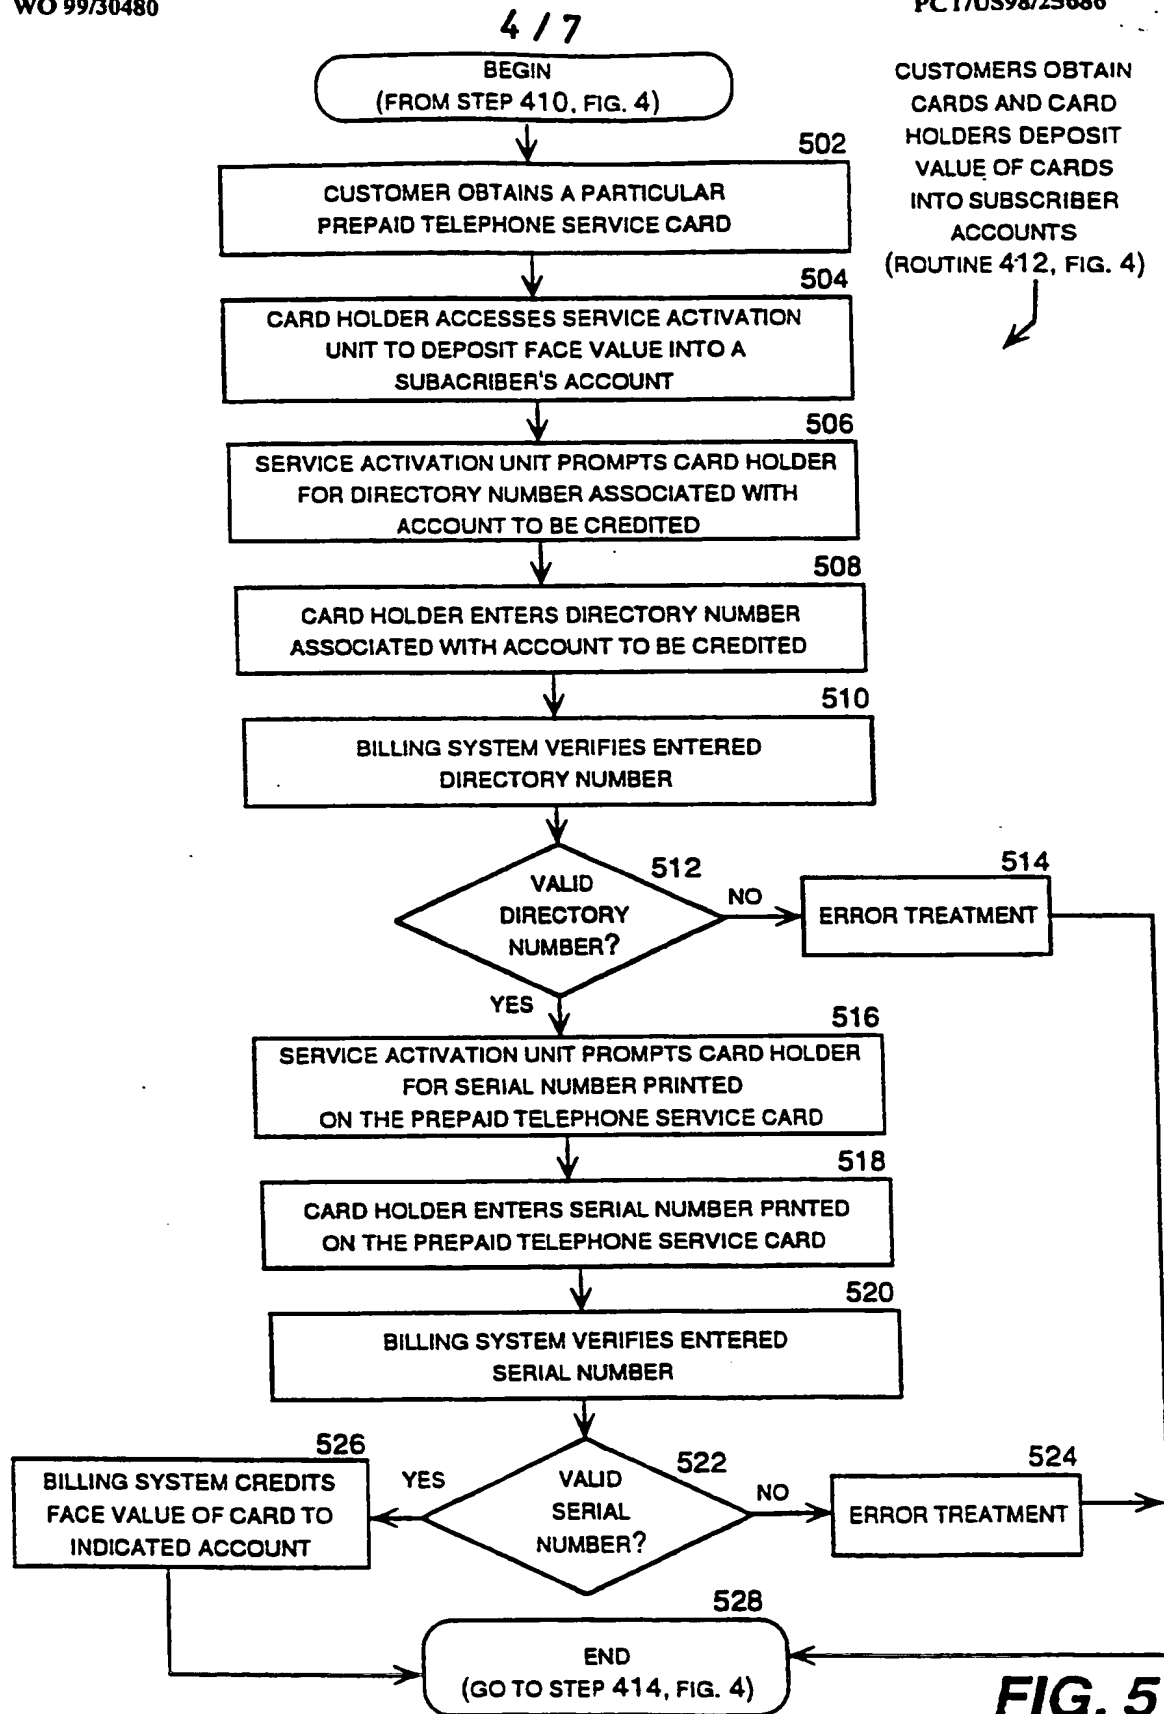 WO 99/30480
PCT/US98/25686
4 / 7
BEGIN
(FROM STEP 410, FIG. 4)
CUSTOMERS OBTAIN
CARDS AND CARD
HOLDERS DEPOSIT
VALUE OF CARDS
INTO SUBSCRIBER
ACCOUNTS
(ROUTINE 412, FIG. 4)
502
CUSTOMER OBTAINS A PARTICULAR
PREPAID TELEPHONE SERVICE CARD
504
CARD HOLDER ACCESSES SERVICE ACTIVATION
UNIT TO DEPOSIT FACE VALUE INTO A
SUBACRIBER'S ACCOUNT
506
SERVICE ACTIVATION UNIT PROMPTS CARD HOLDER
FOR DIRECTORY NUMBER ASSOCIATED WITH
ACCOUNT TO BE CREDITED
508
CARD HOLDER ENTERS DIRECTORY NUMBER
ASSOCIATED WITH ACCOUNT TO BE CREDITED
510
BILLING SYSTEM VERIFIES ENTERED
DIRECTORY NUMBER
512
VALID
DIRECTORY
NUMBER?
NO
514
ERROR TREATMENT
YES
516
SERVICE ACTIVATION UNIT PROMPTS CARD HOLDER
FOR SERIAL NUMBER PRINTED
ON THE PREPAID TELEPHONE SERVICE CARD
518
CARD HOLDER ENTERS SERIAL NUMBER PRNTED
ON THE PREPAID TELEPHONE SERVICE CARD
520
BILLING SYSTEM VERIFIES ENTERED
SERIAL NUMBER
526
BILLING SYSTEM CREDITS
FACE VALUE OF CARD TO
INDICATED ACCOUNT
YES
522
VALID
SERIAL
NUMBER?
NO
524
ERROR TREATMENT
528
END
(GO TO STEP 414, FIG. 4)
FIG. 5